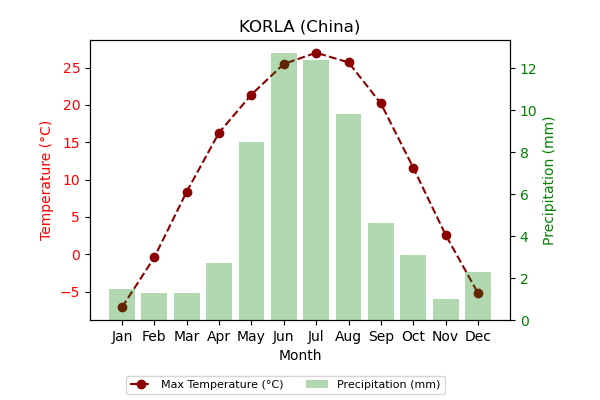 KORLA (China)
Temperature (°C)
25
20
15
10
5
0
−5
12
10
8
6
4
2
0
Precipitation (mm)
Jan Feb Mar Apr May Jun Jul Aug Sep Oct Nov Dec
Month
Max Temperature (°C) Precipitation (mm)